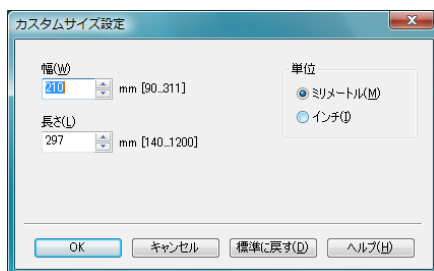 カスタムサイズ設定
幅(W)
210 mm [90...311]
長さ(L)
297 mm [140...1200]
単位
ミリメートル(M)
インチ(I)
OK キャンセル 標準に戻す(D) ヘルプ(H)